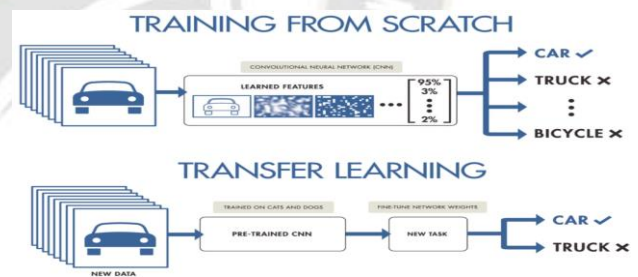 TRAINING FROM SCRATCH
CONVOLUTIONAL NEURAL NETWORK (CNN)
LEARNED FEATURES
95%
3%
2%
CAR ✓
TRUCK ✕
BICYCLE ✕
TRANSFER LEARNING
TRAINED ON CATS AND DOGS
FINE-TUNE NETWORK WEIGHTS
PRE-TRAINED CNN
NEW TASK
CAR ✓
TRUCK ✕
NEW DATA